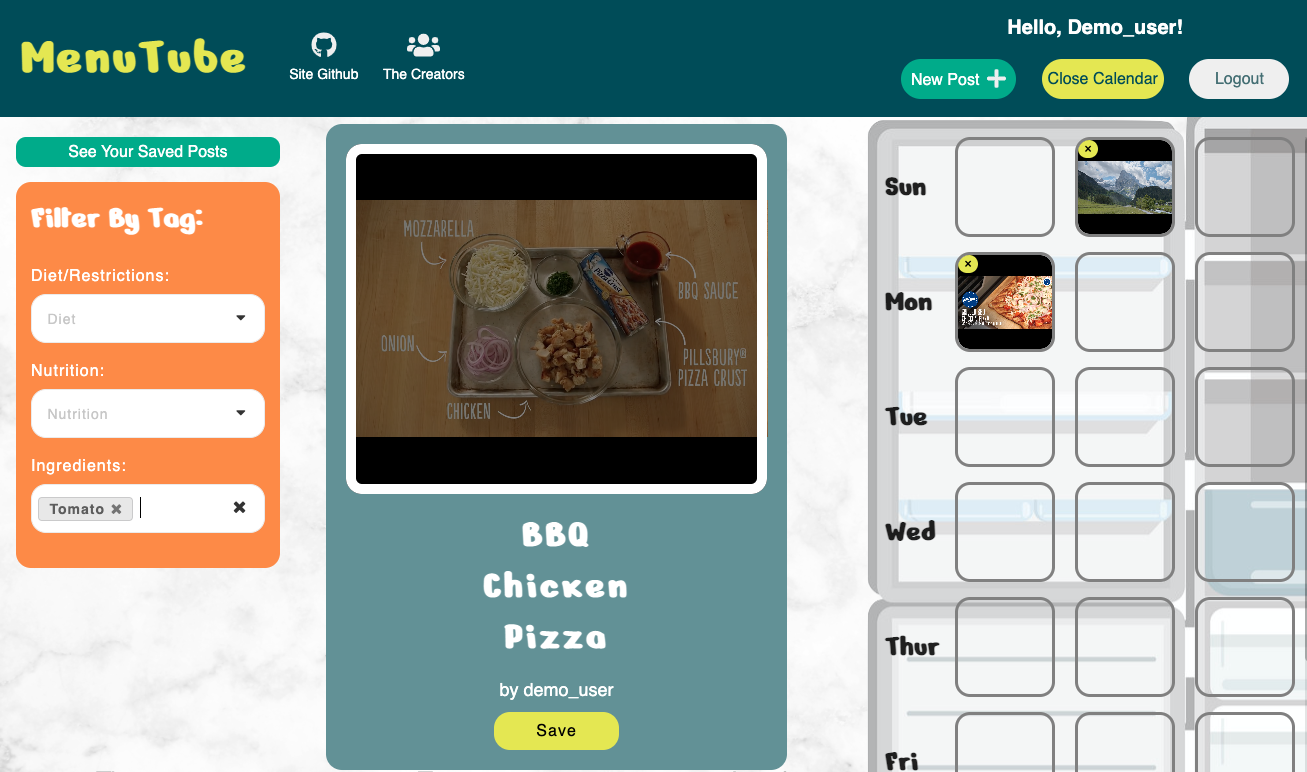 MenuTube
Site Github
The Creators
Hello, Demo_user!
New Post
Close Calendar
Logout
See Your Saved Posts
Filter By Tag:
Diet/Restrictions:
Diet
Nutrition:
Nutrition
Ingredients:
Tomato
MOZZARELLA
BBQ SAUCE
ONION
PILLSBURY®
PIZZA CRUST
CHICKEN
BBQ
Chicken
Pizza
by demo_user
Save
Sun
Mon
Tue
Wed
Thur
Fri